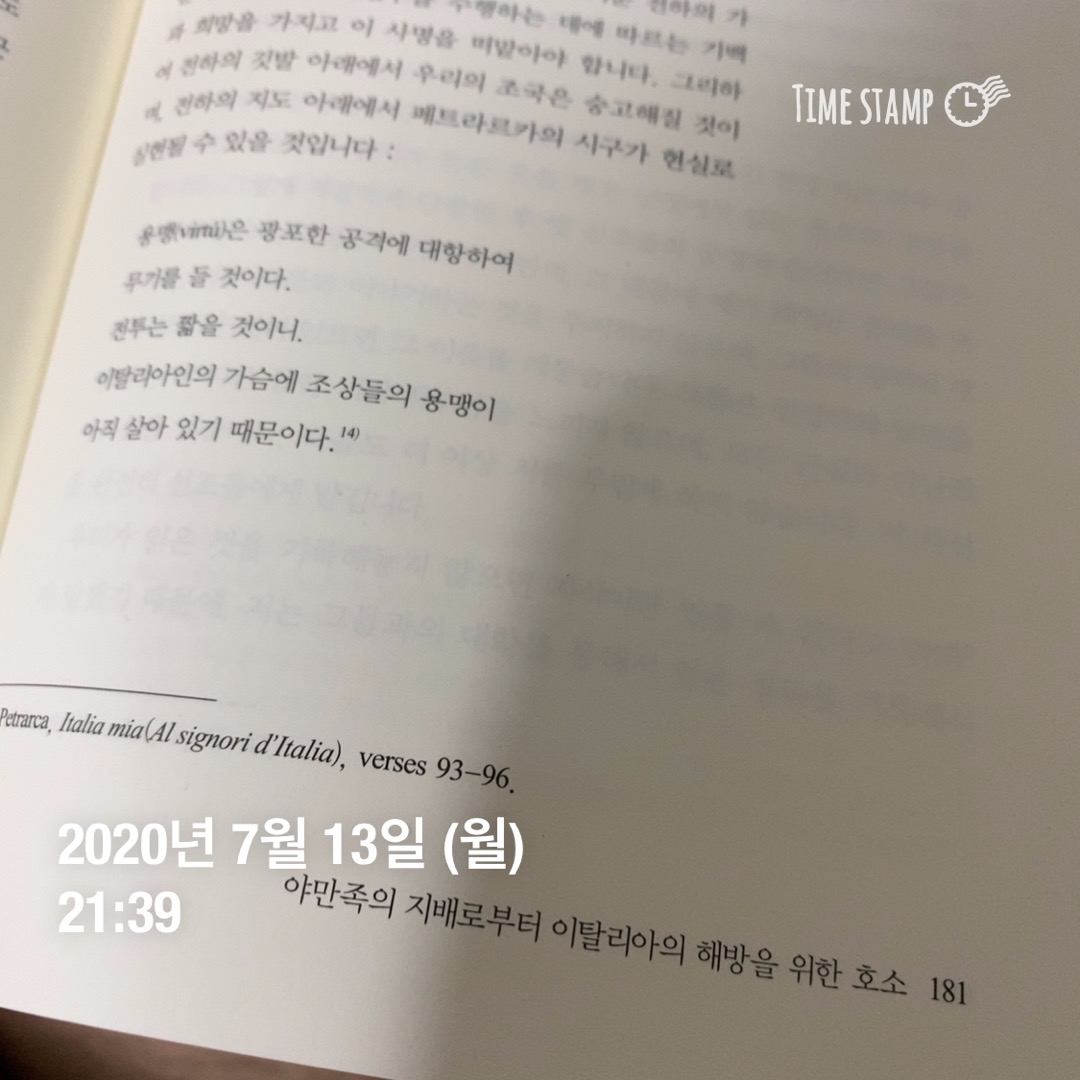 수행하는 데에 따르는 기백
과 희망을 가지고 이 사명을 떠맡아야 합니다. 그리하
여 전하의 깃발 아래에서 우리의 조국은 숭고해질 것이
며, 전하의 지도 아래에서 페트라르카의 시구가 현실로
실현될 수 있을 것입니다 :
용맹(virtú)은 광포한 공격에 대항하여
무기를 들 것이다.
전투는 짧을 것이니.
이탈리아인의 가슴에 조상들의 용맹이
아직 살아 있기 때문이다.14)
Petrarca, Italia mia(Al signori d'Italia), verses 93-96.
야만족의 지배로부터 이탈리아의 해방을 위한 호소 181
TIME STAMP
2020년 7월 13일 (월)
21:39